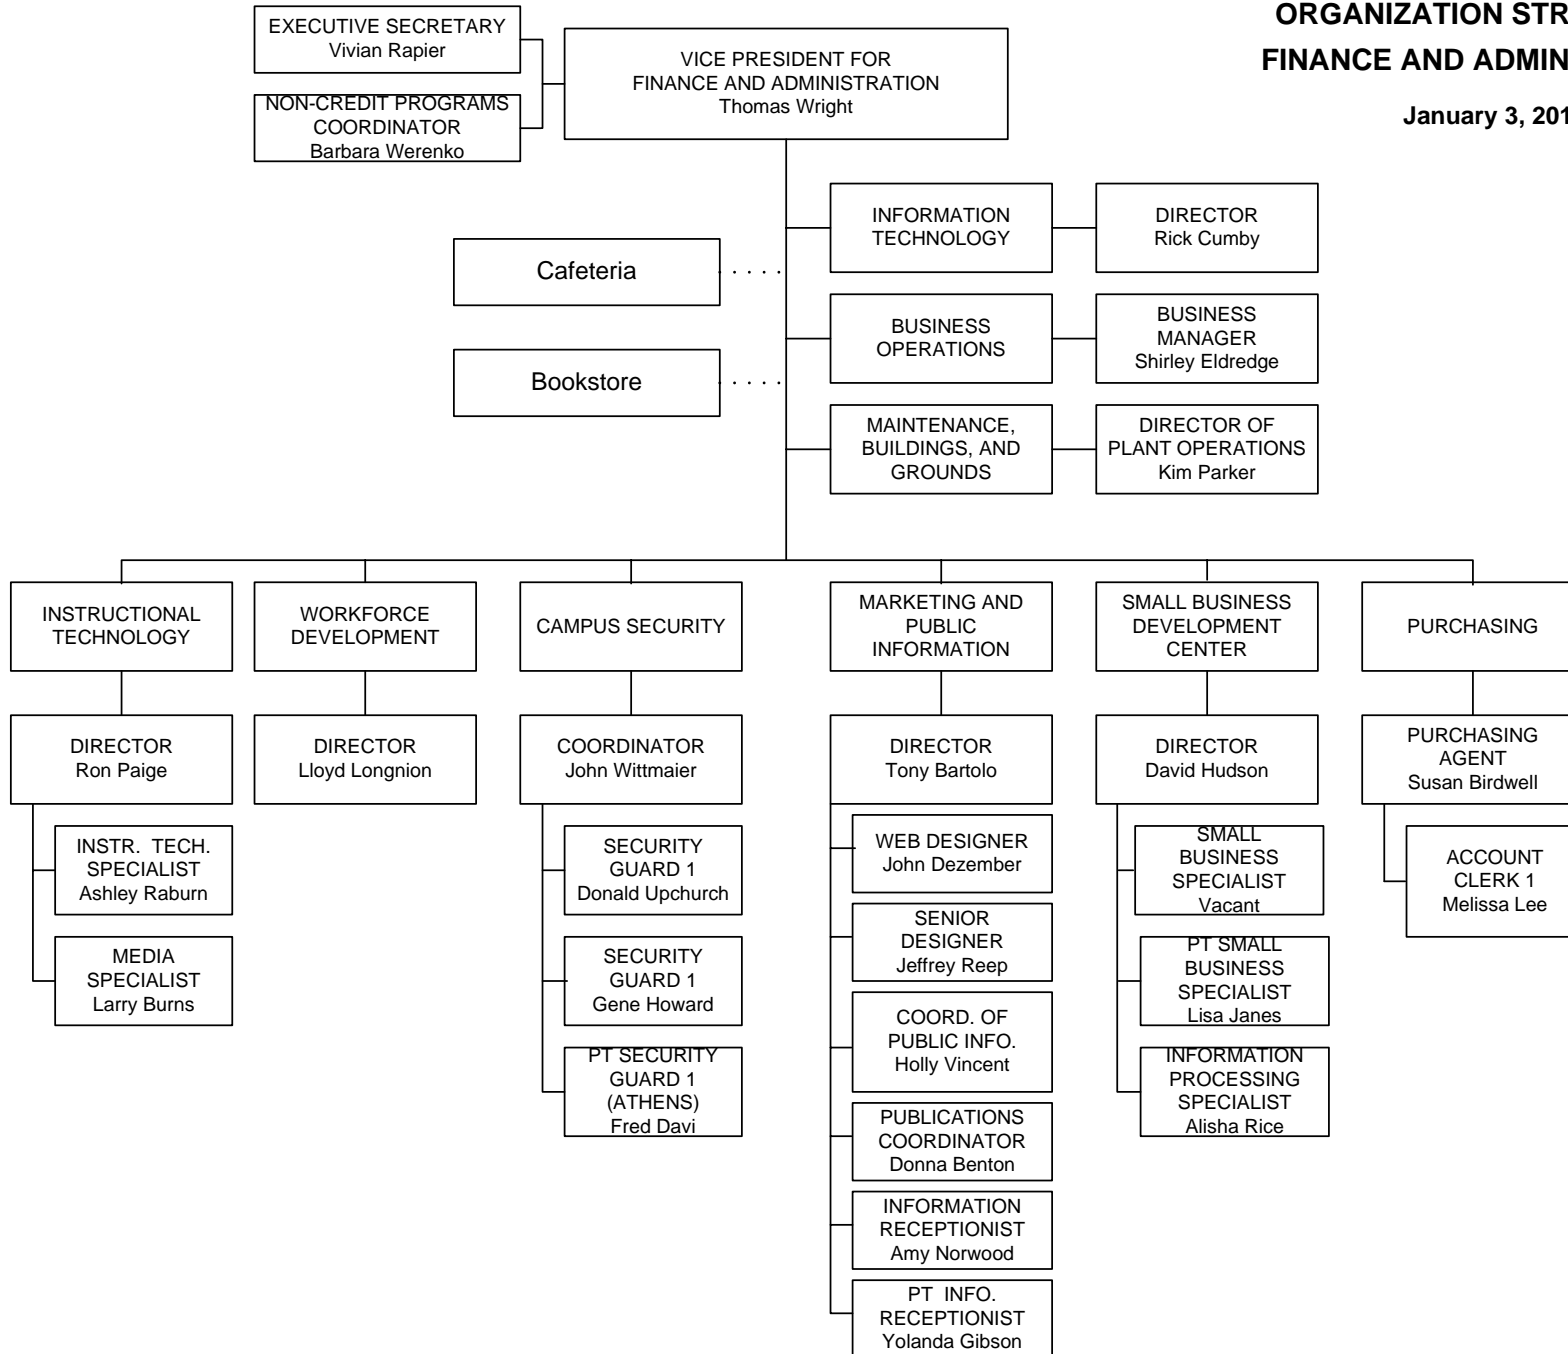 ORGANIZATION STR
FINANCE AND ADMIN
January 3, 201
EXECUTIVE SECRETARY
Vivian Rapier
NON-CREDIT PROGRAMS
COORDINATOR
Barbara Werenko
VICE PRESIDENT FOR
FINANCE AND ADMINISTRATION
Thomas Wright
INFORMATION
TECHNOLOGY
DIRECTOR
Rick Cumby
Cafeteria
BUSINESS
OPERATIONS
BUSINESS
MANAGER
Shirley Eldredge
Bookstore
MAINTENANCE,
BUILDINGS, AND
GROUNDS
DIRECTOR OF
PLANT OPERATIONS
Kim Parker
INSTRUCTIONAL
TECHNOLOGY
WORKFORCE
DEVELOPMENT
CAMPUS SECURITY
MARKETING AND
PUBLIC
INFORMATION
SMALL BUSINESS
DEVELOPMENT
CENTER
PURCHASING
DIRECTOR
Ron Paige
DIRECTOR
Lloyd Longnion
COORDINATOR
John Wittmaier
DIRECTOR
Tony Bartolo
DIRECTOR
David Hudson
PURCHASING
AGENT
Susan Birdwell
INSTR. TECH.
SPECIALIST
Ashley Raburn
MEDIA
SPECIALIST
Larry Burns
SECURITY
GUARD 1
Donald Upchurch
SECURITY
GUARD 1
Gene Howard
PT SECURITY
GUARD 1
(ATHENS)
Fred Davi
WEB DESIGNER
John Dezember
SENIOR
DESIGNER
Jeffrey Reep
COORD. OF
PUBLIC INFO.
Holly Vincent
PUBLICATIONS
COORDINATOR
Donna Benton
INFORMATION
RECEPTIONIST
Amy Norwood
PT INFO.
RECEPTIONIST
Yolanda Gibson
SMALL
BUSINESS
SPECIALIST
Vacant
PT SMALL
BUSINESS
SPECIALIST
Lisa Janes
INFORMATION
PROCESSING
SPECIALIST
Alisha Rice
ACCOUNT
CLERK 1
Melissa Lee